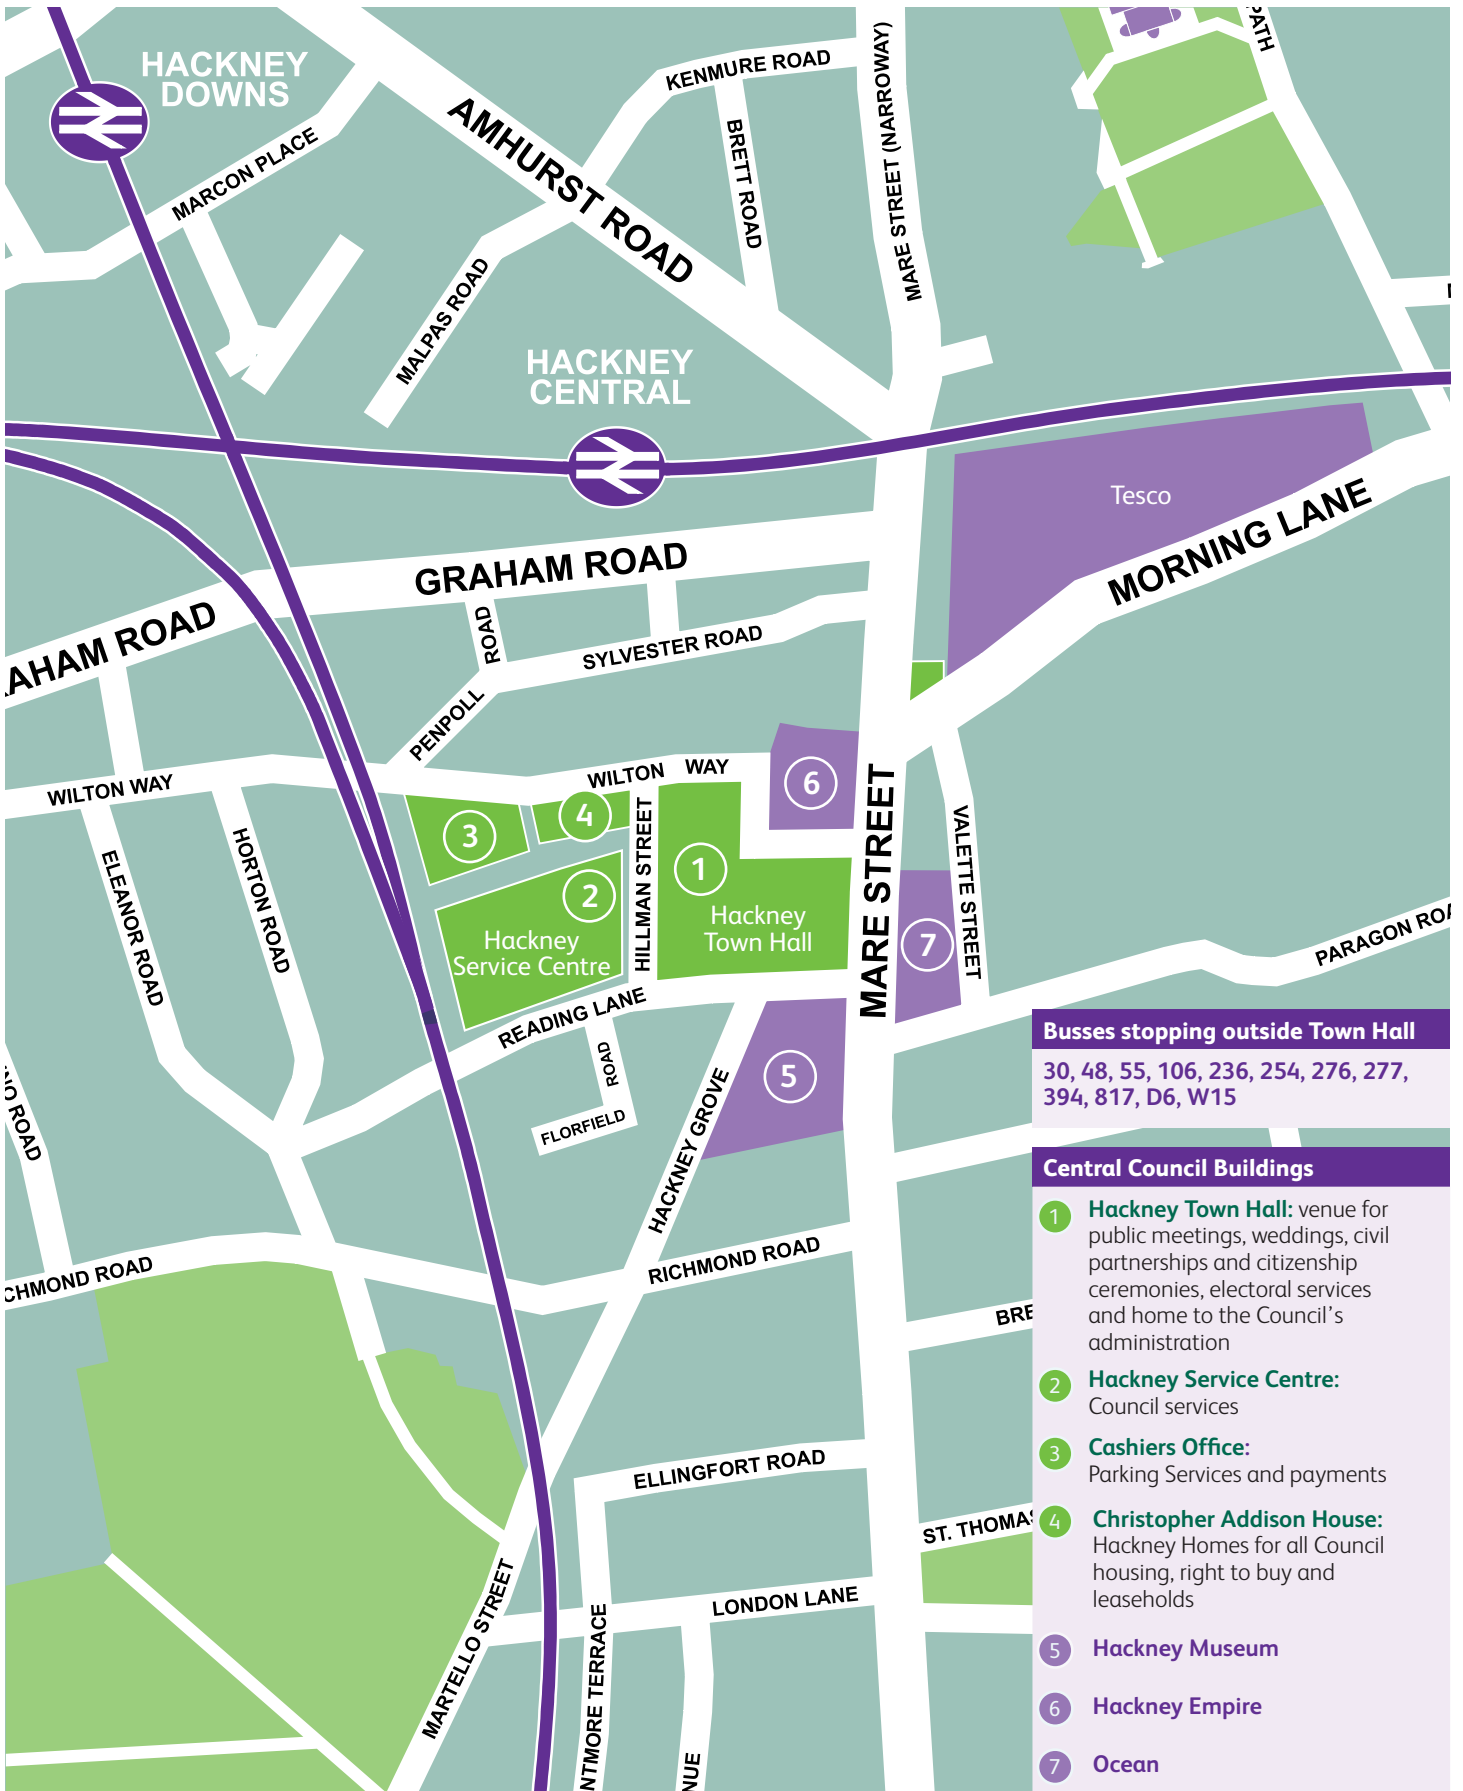 HACKNEY
DOWNS
PATH
KENMURE ROAD
MARE STREET (NARROWAY)
AMHURST ROAD
BRETT ROAD
MARCON PLACE
MALPAS ROAD
HACKNEY
CENTRAL
Tesco
MORNING LANE
GRAHAM ROAD
AHAM ROAD
PENPOLL ROAD
SYLVESTER ROAD
WILTON WAY
WILTON WAY
6
4
3
1
2
HILLMAN STREET
Hackney
Town Hall
Hackney
Service Centre
MARE STREET
7
VALETTE STREET
HORTON ROAD
ELEANOR ROAD
PARAGON ROA
READING LANE
FLORFIELD ROAD
5
HACKNEY GROVE
NO ROAD
RICHMOND ROAD
CHMOND ROAD
BRE
ELLINGFORT ROAD
ST. THOMAS
LONDON LANE
MARTELLO STREET
NTMORE TERRACE
NUE
Busses stopping outside Town Hall
30, 48, 55, 106, 236, 254, 276, 277,
394, 817, D6, W15
Central Council Buildings
1 Hackney Town Hall: venue for
public meetings, weddings, civil
partnerships and citizenship
ceremonies, electoral services
and home to the Council's
administration
2 Hackney Service Centre:
Council services
3 Cashiers Office:
Parking Services and payments
4 Christopher Addison House:
Hackney Homes for all Council
housing, right to buy and
leaseholds
5 Hackney Museum
6 Hackney Empire
7 Ocean